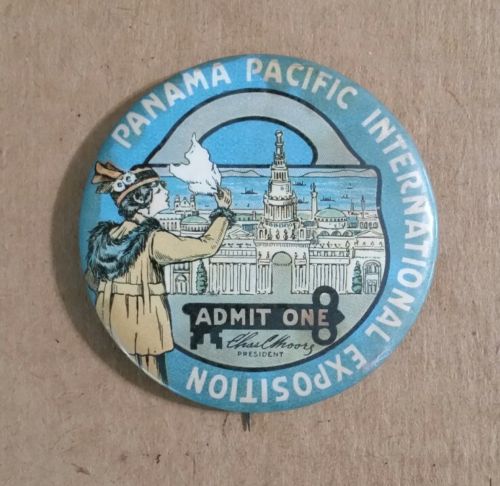 PANAMA PACIFIC INTERNATIONAL EXPOSITION
ADMIT ONE
Chas C Moore
PRESIDENT